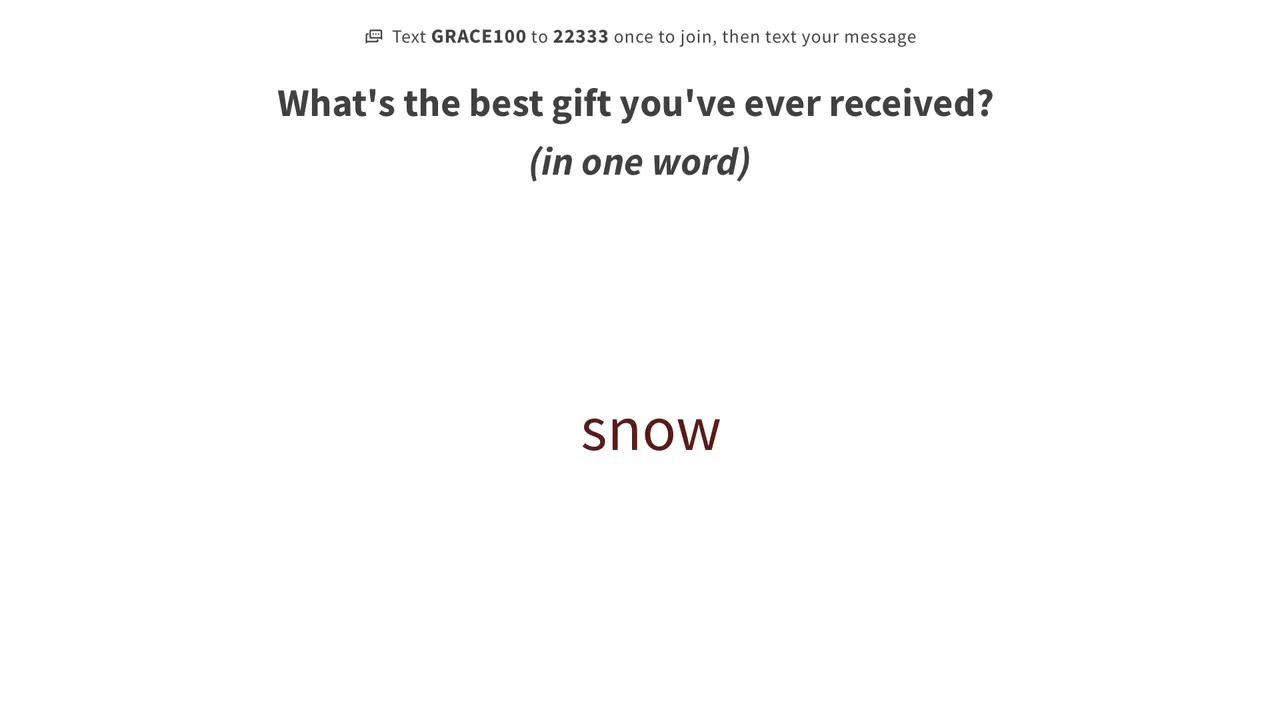 Text GRACE100 to 22333 once to join, then text your message
What's the best gift you've ever received?
(in one word)
snow